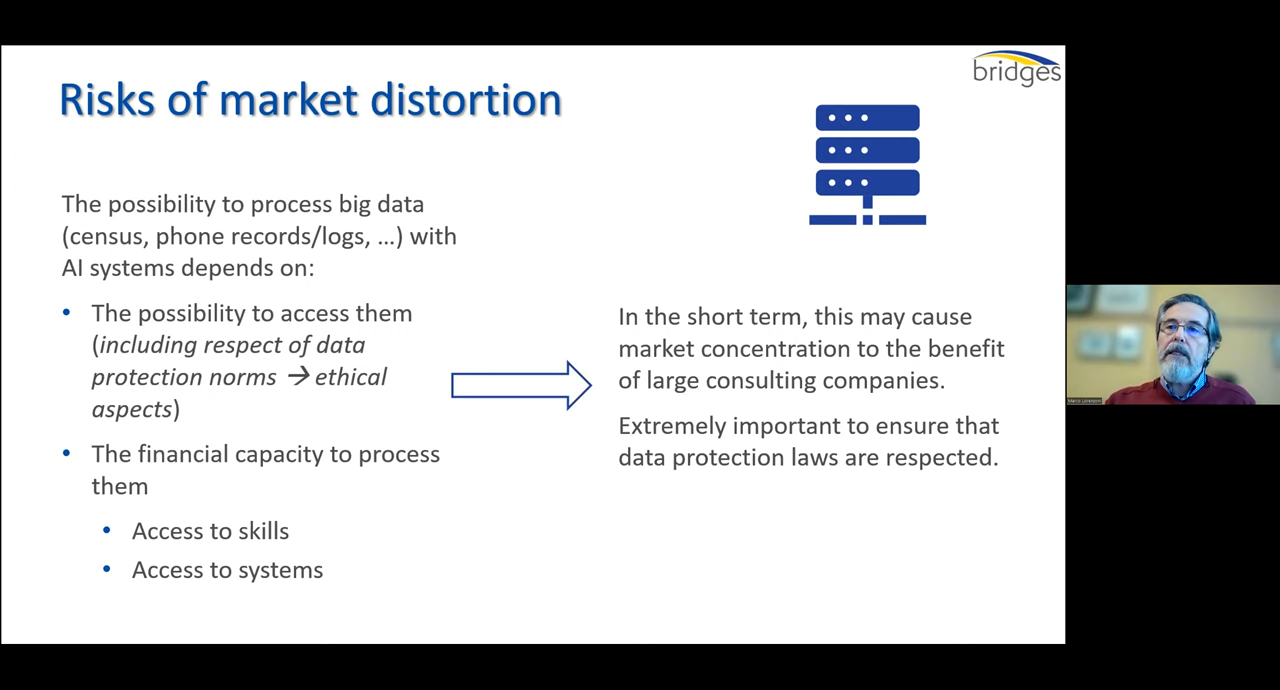 bridges
Risks of market distortion
The possibility to process big data
(census, phone records/logs, …) with
AI systems depends on:
• The possibility to access them
(including respect of data
protection norms → ethical
aspects)
• The financial capacity to process
them
• Access to skills
• Access to systems
In the short term, this may cause
market concentration to the benefit
of large consulting companies.
Extremely important to ensure that
data protection laws are respected.
Marco Lorenzoni